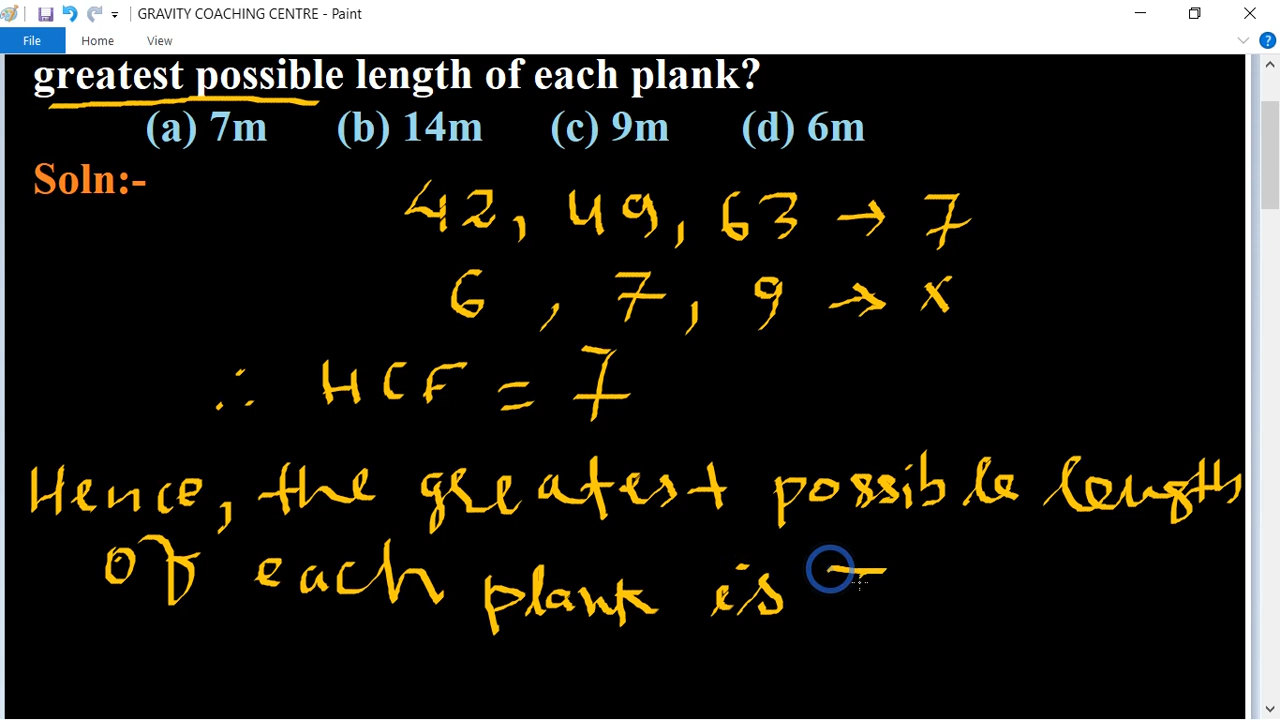 GRAVITY COACHING CENTRE - Paint
File Home View
greatest possible length of each plank?
(a) 7m (b) 14m (c) 9m (d) 6m
Soln:-
42, 49, 63 → 7
6 , 7, 9 → x
∴ HCF = 7
Hence, the greatest possible length
of each plank is